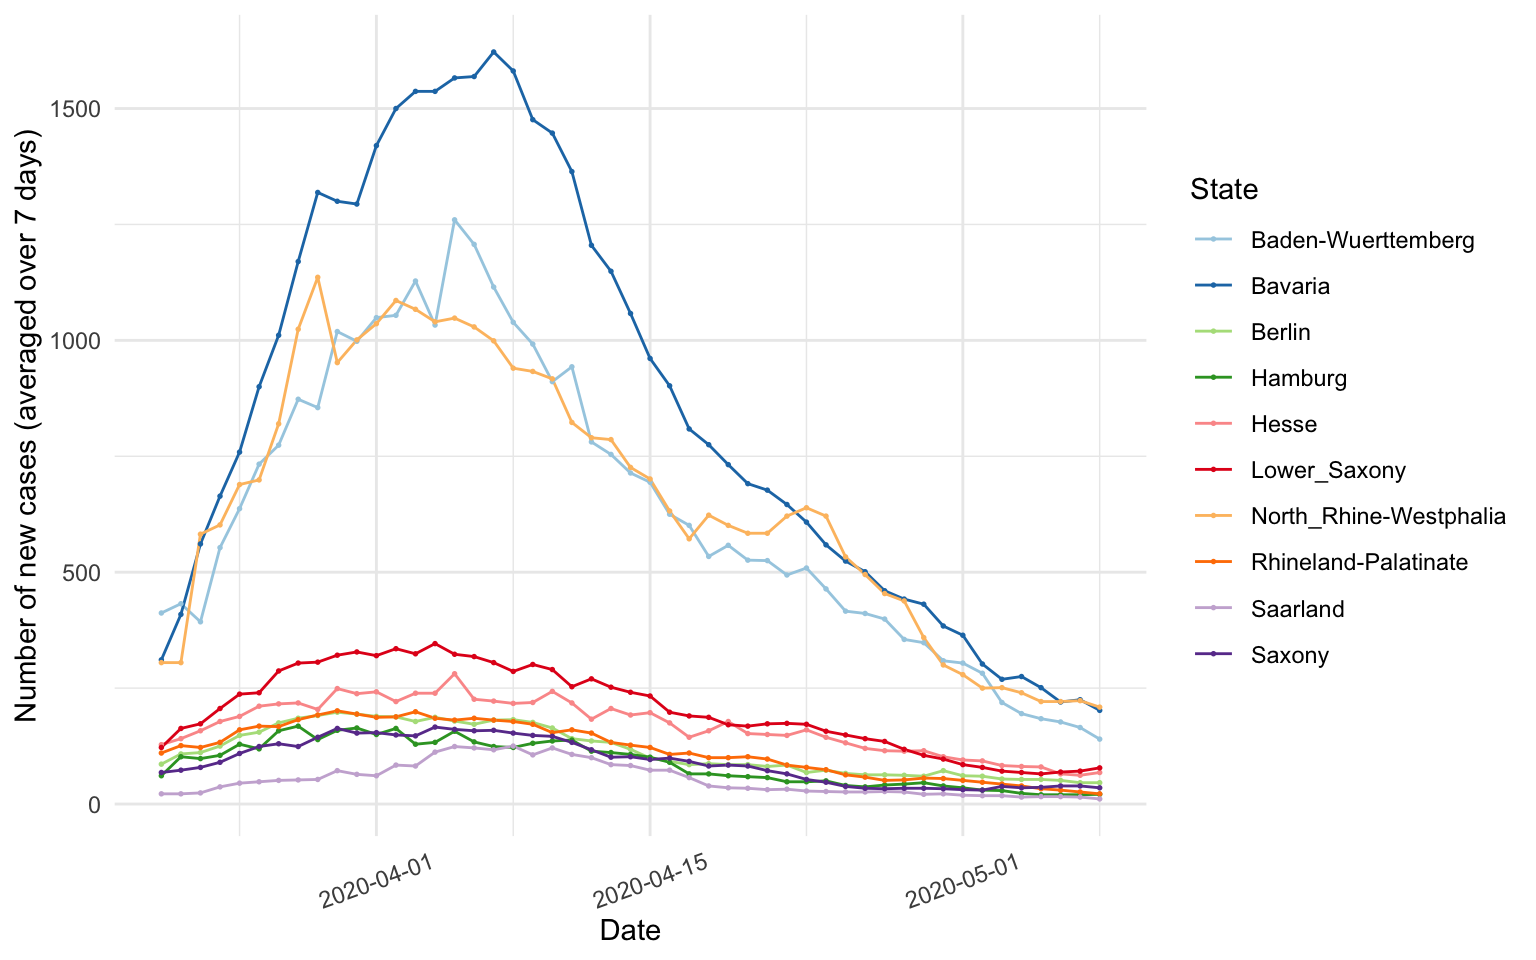 Number of new cases (averaged over 7 days)
1500
1000
500
0
2020-04-01
2020-04-15
2020-05-01
Date
State
Baden-Wuerttemberg
Bavaria
Berlin
Hamburg
Hesse
Lower_Saxony
North_Rhine-Westphalia
Rhineland-Palatinate
Saarland
Saxony